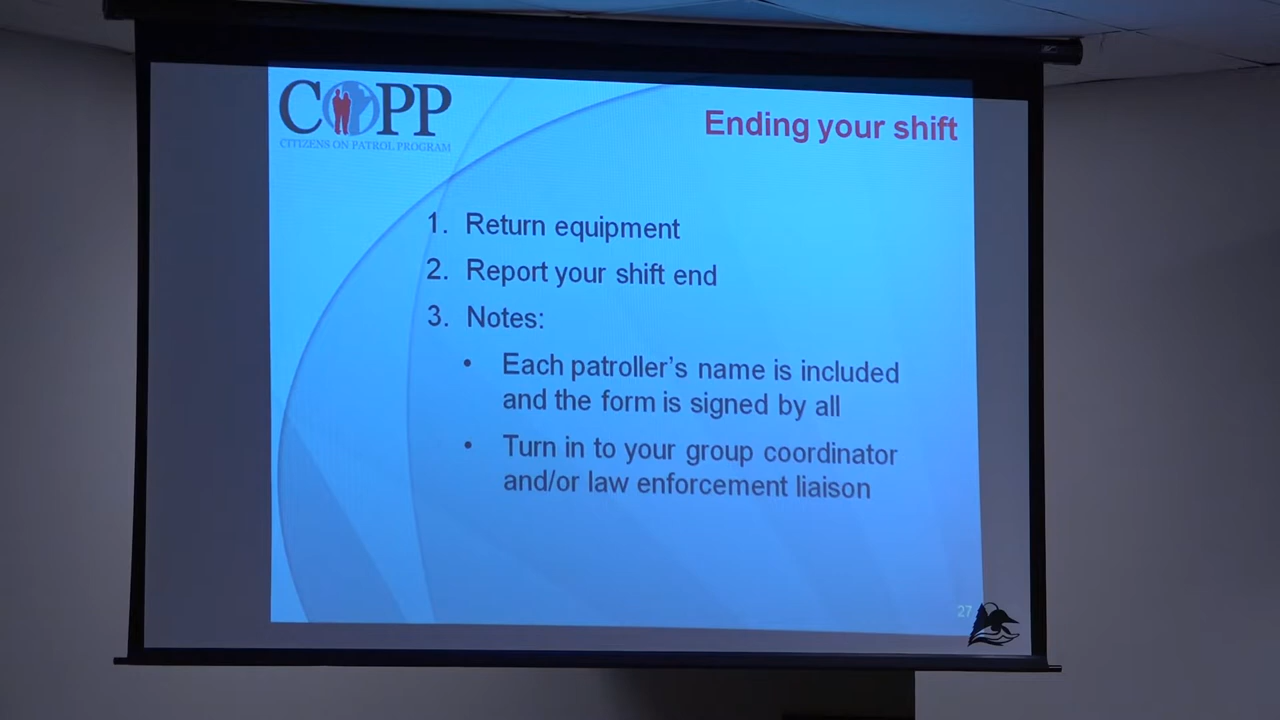 COPP
CITIZENS ON PATROL PROGRAM
Ending your shift
1. Return equipment
2. Report your shift end
3. Notes:
• Each patroller's name is included
and the form is signed by all
• Turn in to your group coordinator
and/or law enforcement liaison
27